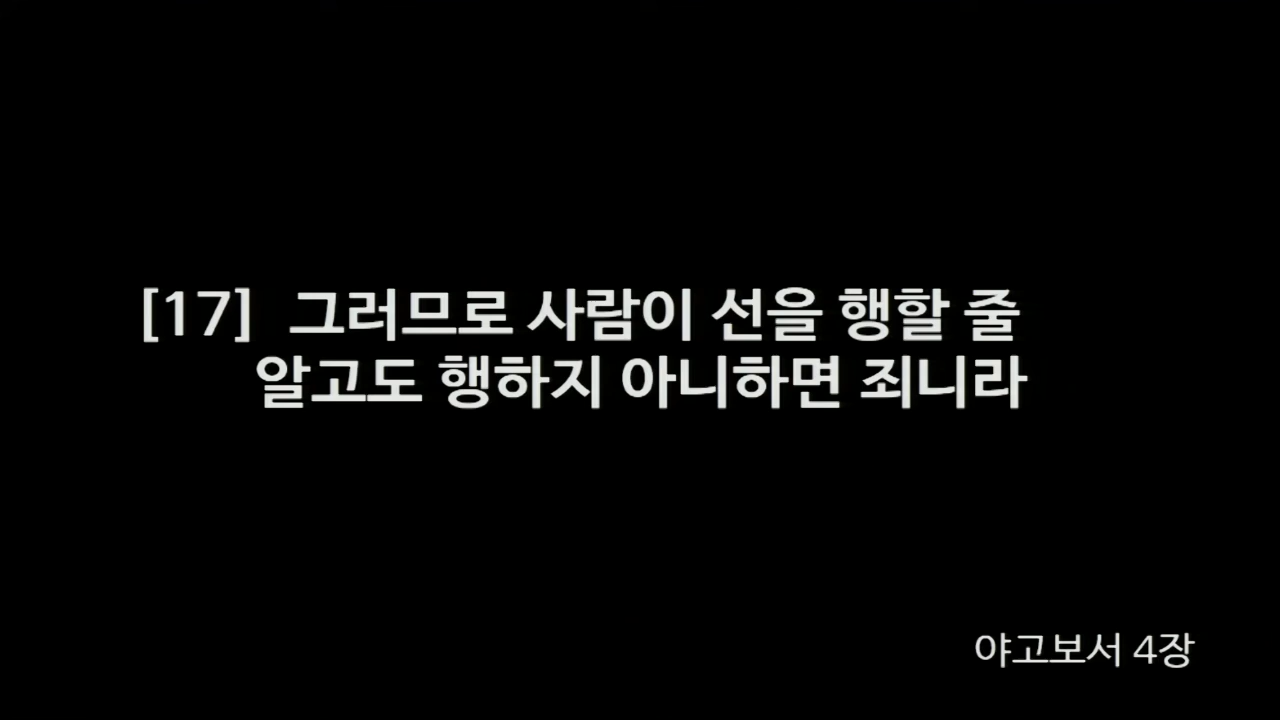 [17] 그러므로 사람이 선을 행할 줄
알고도 행하지 아니하면 죄니라
야고보서 4장